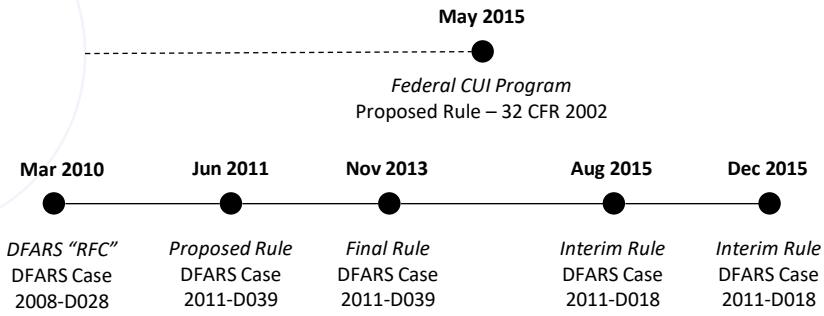 May 2015
Federal CUI Program
Proposed Rule – 32 CFR 2002
Mar 2010
Jun 2011
Nov 2013
Aug 2015
Dec 2015
DFARS “RFC”
DFARS Case
2008-D028
Proposed Rule
DFARS Case
2011-D039
Final Rule
DFARS Case
2011-D039
Interim Rule
DFARS Case
2011-D018
Interim Rule
DFARS Case
2011-D018